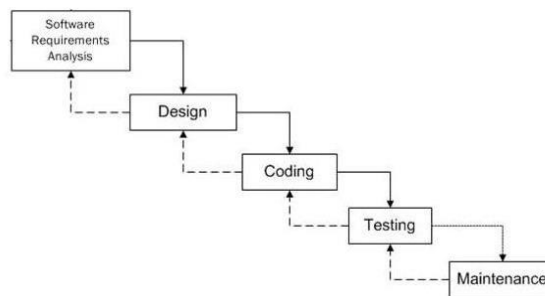 Software
Requirements
Analysis
Design
Coding
Testing
Maintenance